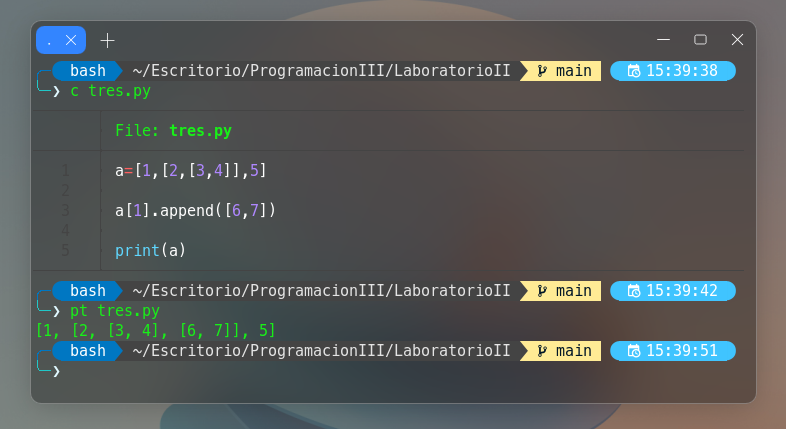 .
bash ~/Escritorio/ProgramacionIII/LaboratorioII main 15:39:38
❯ c tres.py
File: tres.py
1 a=[1,[2,[3,4]],5]
2
3 a[1].append([6,7])
4
5 print(a)
bash ~/Escritorio/ProgramacionIII/LaboratorioII main 15:39:42
❯ pt tres.py
[1, [2, [3, 4], [6, 7]], 5]
bash ~/Escritorio/ProgramacionIII/LaboratorioII main 15:39:51
❯